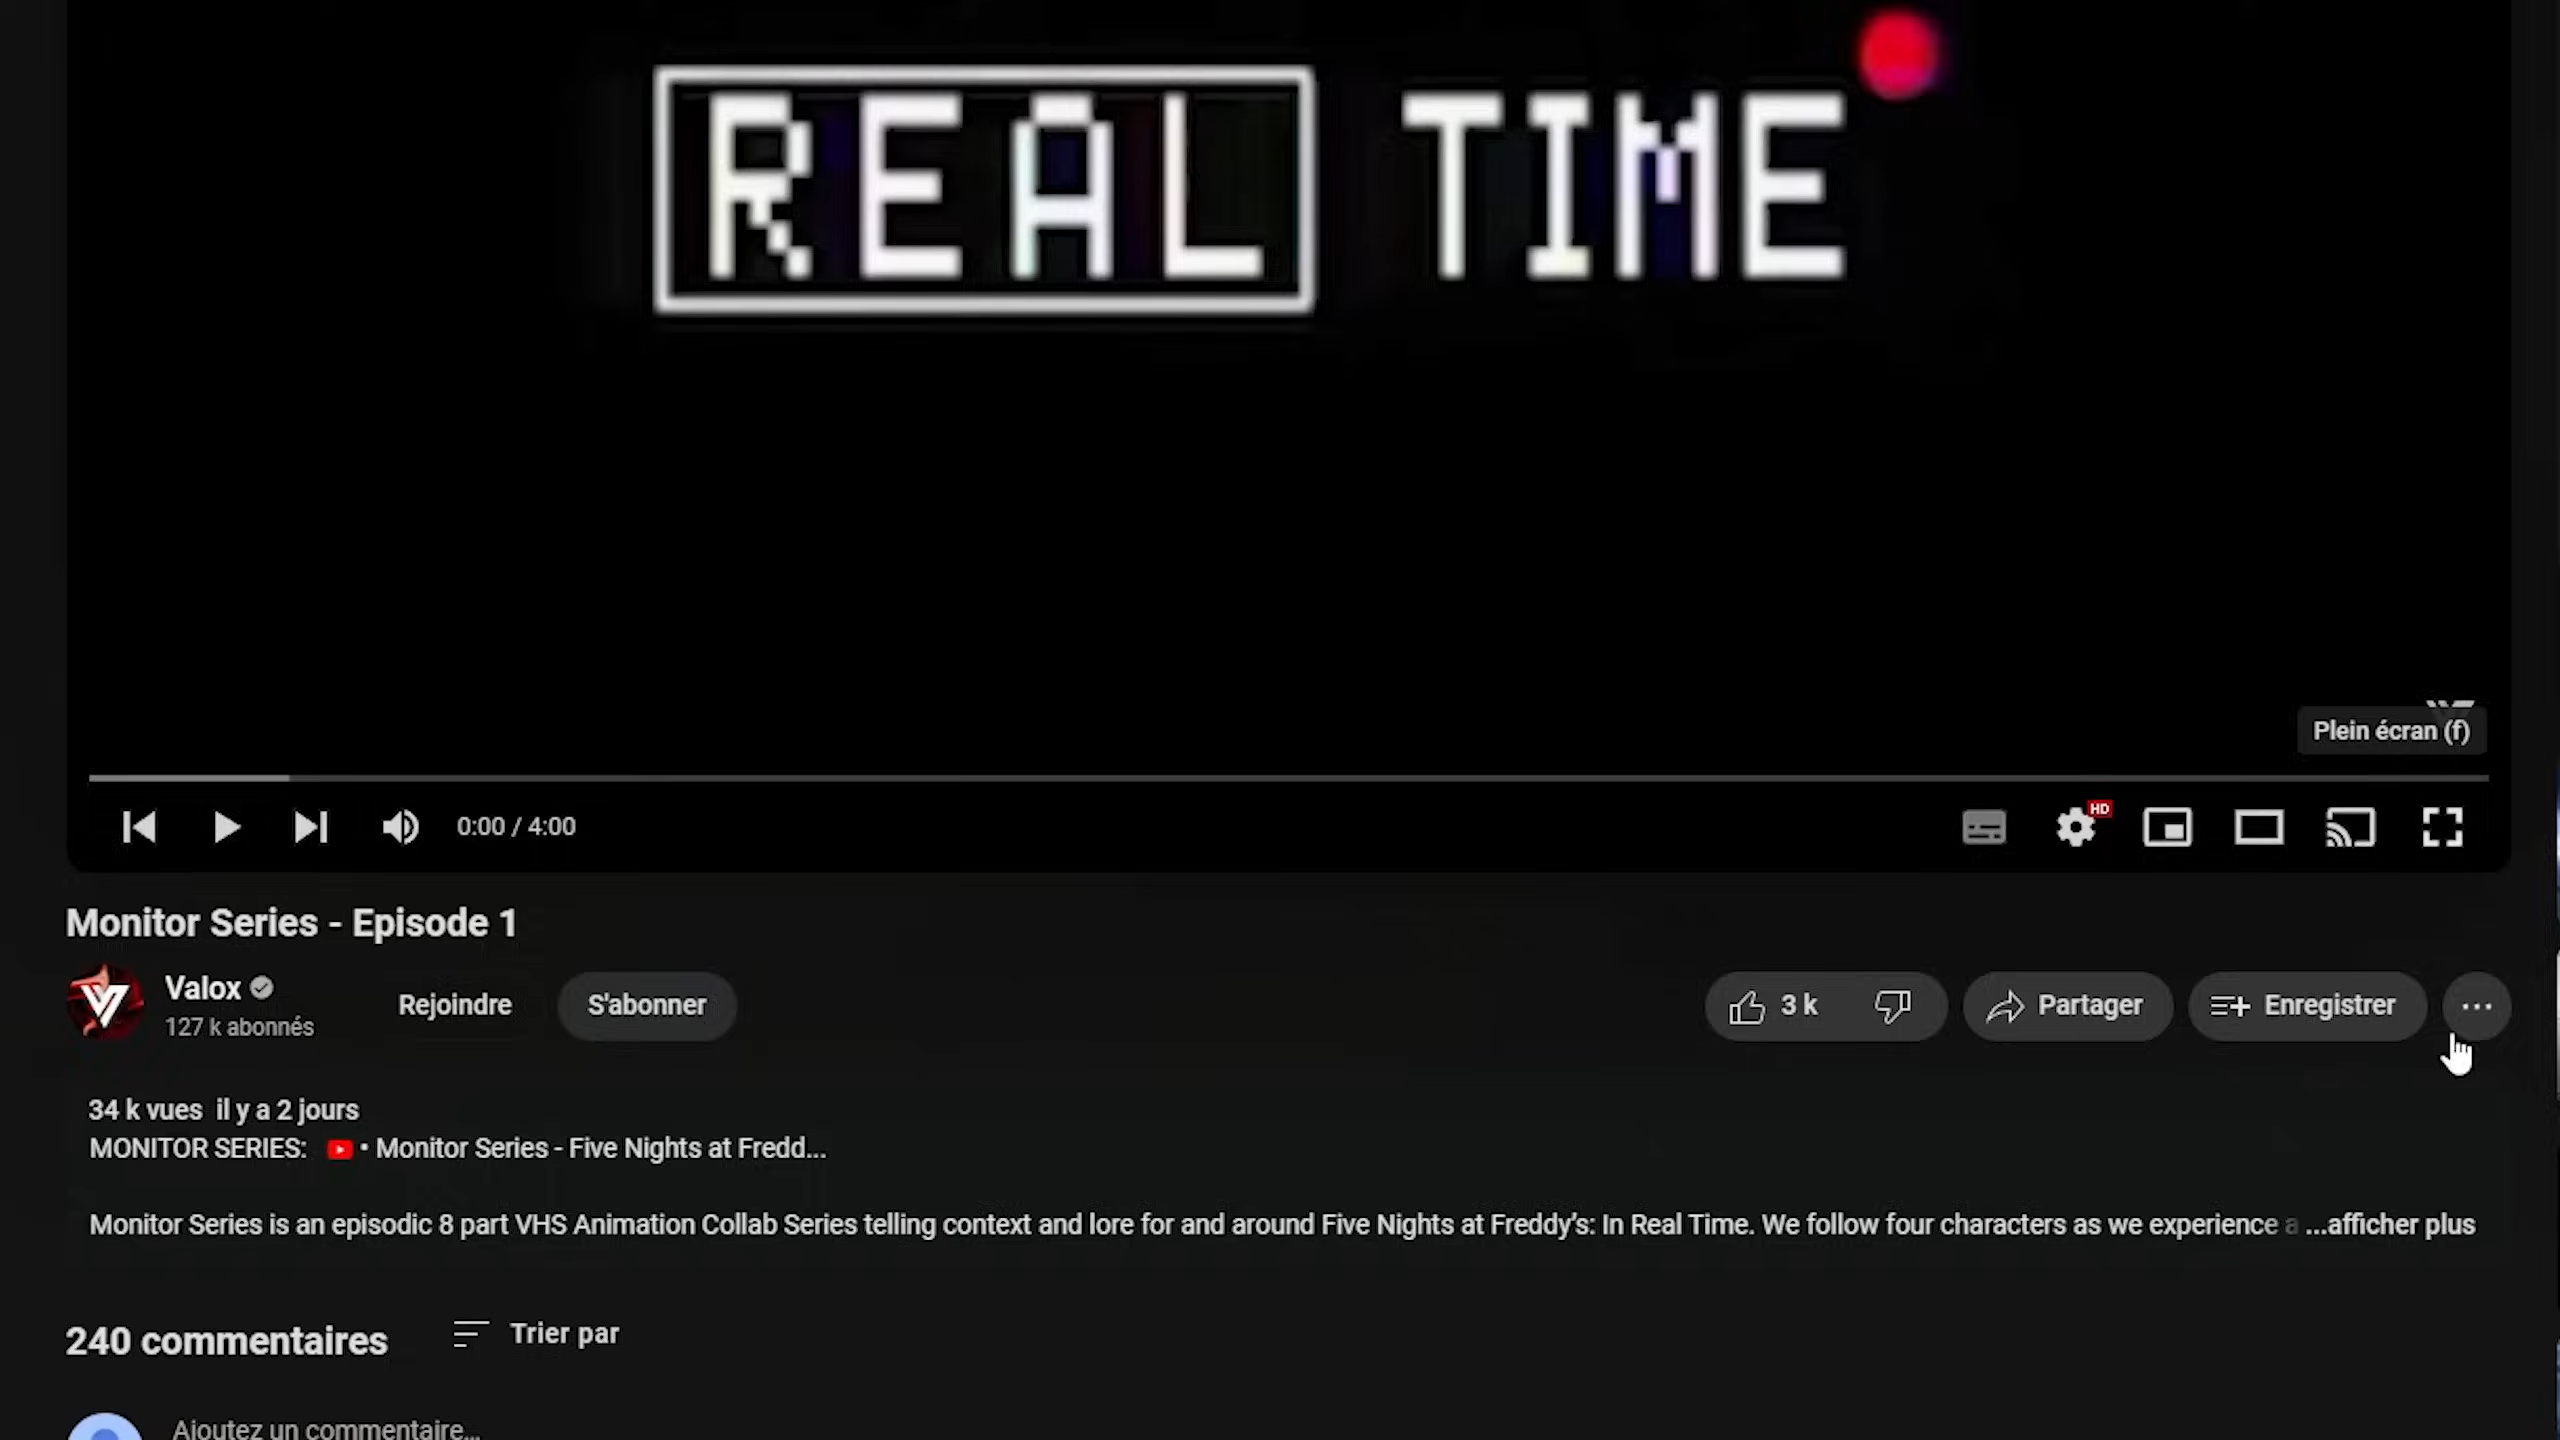 REAL TIME
Plein écran (f)
0:00 / 4:00
HD
Monitor Series - Episode 1
Valox
127 k abonnés
Rejoindre
S'abonner
3 k
Partager
Enregistrer
34 k vues il y a 2 jours
MONITOR SERIES: • Monitor Series - Five Nights at Fredd...
Monitor Series is an episodic 8 part VHS Animation Collab Series telling context and lore for and around Five Nights at Freddy's: In Real Time. We follow four characters as we experience a ...afficher plus
240 commentaires
Trier par
Ajoutez un commentaire...